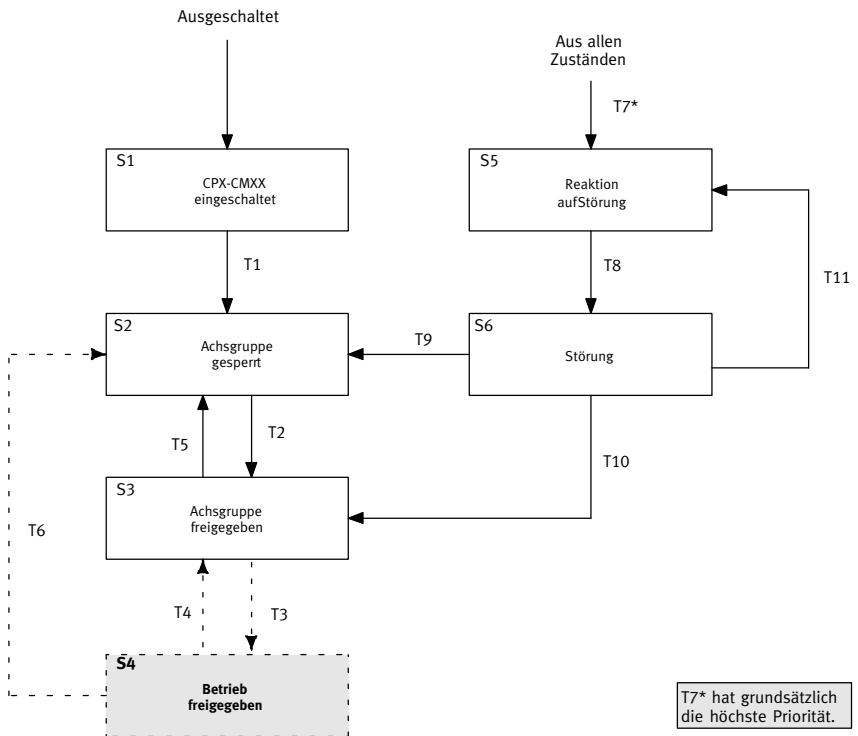 Ausgeschaltet
Aus allen
Zuständen
T7*
S1
CPX-CMXX
eingeschaltet
S5
Reaktion
aufStörung
T1
T8
T11
S2
Achsgruppe
gesperrt
T9
S6
Störung
T5
T2
T10
S3
Achsgruppe
freigegeben
T6
T4
T3
S4
Betrieb
freigegeben
T7* hat grundsätzlich
die höchste Priorität.